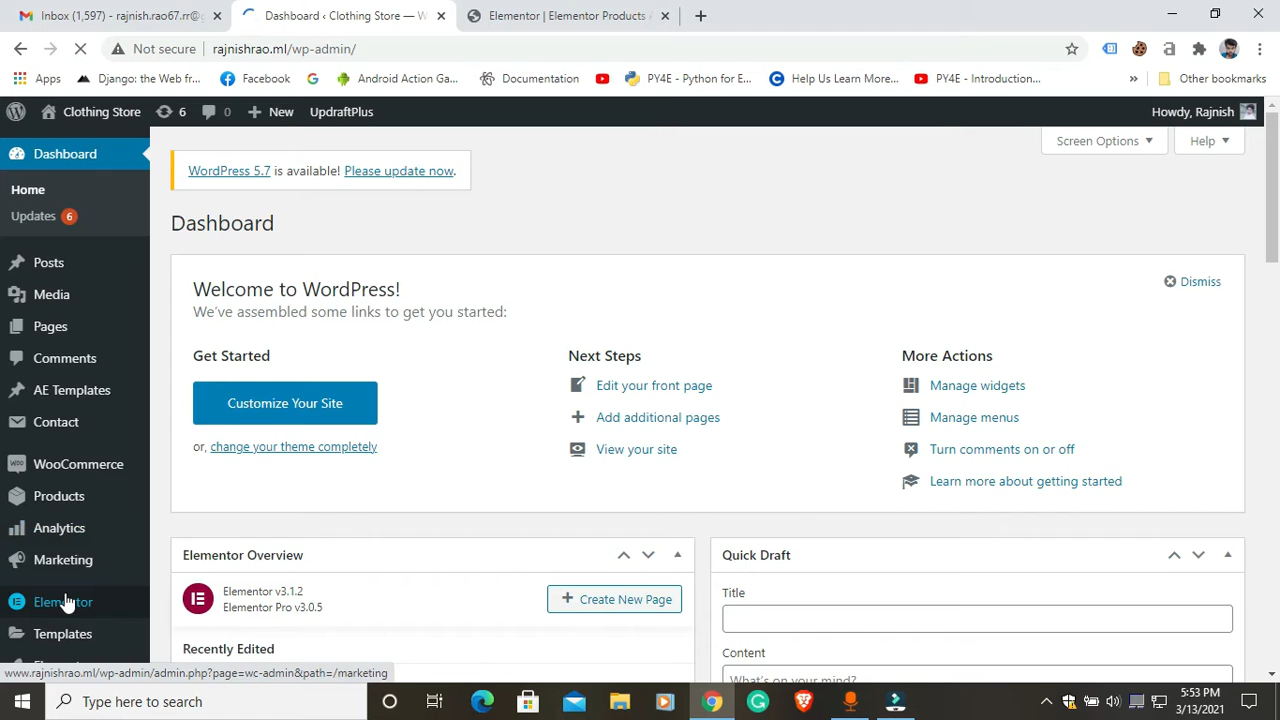 Inbox (1,597) - rajnish.rao67.rr@g
Dashboard ‹ Clothing Store — W
Elementor | Elementor Products A
Not secure
rajnishrao.ml/wp-admin/
Apps
Django: the Web fr...
Facebook
Android Action Ga...
Documentation
PY4E - Python for E...
Help Us Learn More...
PY4E - Introduction...
Other bookmarks
Clothing Store
6
0
New
UpdraftPlus
Howdy, Rajnish
Dashboard
Home
Updates 6
Posts
Media
Pages
Comments
AE Templates
Contact
WooCommerce
Products
Analytics
Marketing
Elementor
Templates
Screen Options
Help
WordPress 5.7 is available! Please update now.
Dashboard
Welcome to WordPress!
Dismiss
We've assembled some links to get you started:
Get Started
Customize Your Site
or, change your theme completely
Next Steps
Edit your front page
Add additional pages
View your site
More Actions
Manage widgets
Manage menus
Turn comments on or off
Learn more about getting started
Elementor Overview
Elementor v3.1.2
Elementor Pro v3.0.5
Create New Page
Recently Edited
Quick Draft
Title
Content
What's on your mind?
www.rajnishrao.ml/wp-admin/admin.php?page=wc-admin&path=/marketing
Type here to search
5:53 PM
3/13/2021